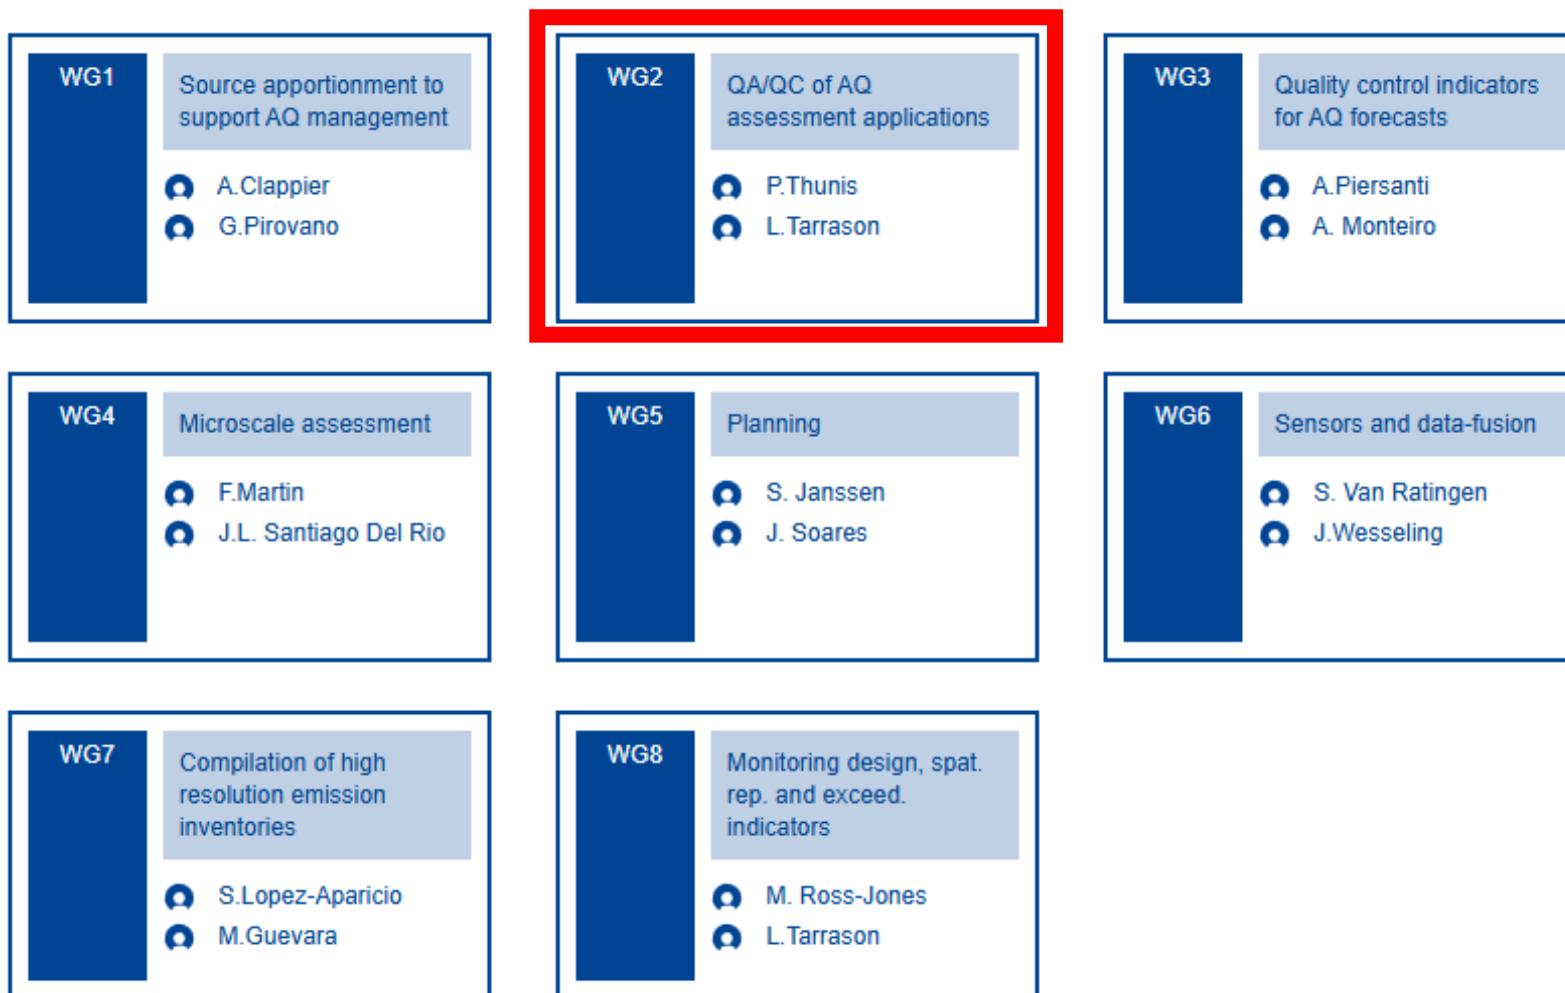 WG1
Source apportionment to
support AQ management
A.Clappier
G.Pirovano
WG2
QA/QC of AQ
assessment applications
P.Thunis
L.Tarrason
WG3
Quality control indicators
for AQ forecasts
A.Piersanti
A. Monteiro
WG4
Microscale assessment
F.Martin
J.L. Santiago Del Rio
WG5
Planning
S. Janssen
J. Soares
WG6
Sensors and data-fusion
S. Van Ratingen
J.Wesseling
WG7
Compilation of high
resolution emission
inventories
S.Lopez-Aparicio
M.Guevara
WG8
Monitoring design, spat.
rep. and exceed.
indicators
M. Ross-Jones
L.Tarrason